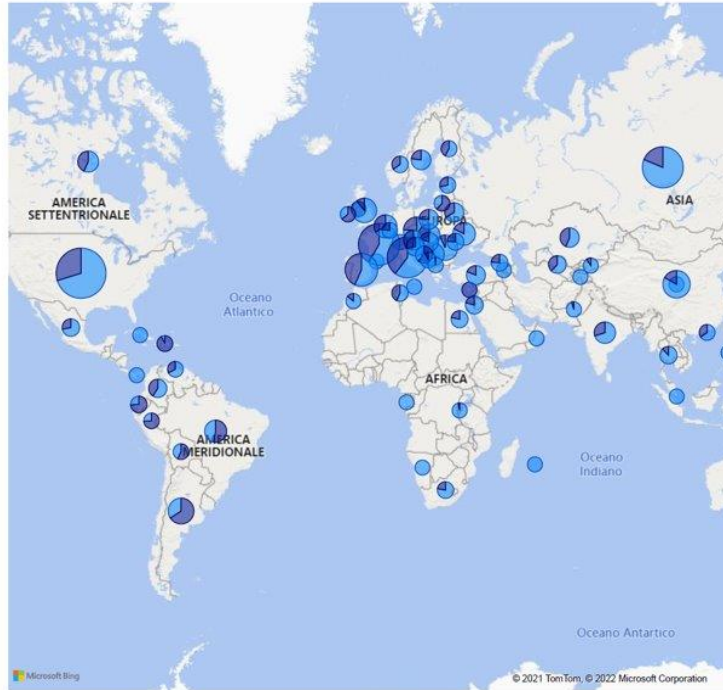 AMERICA
SETTENTRIONALE
ASIA
Oceano
Atlantico
AFRICA
AMERICA
MERIDIONALE
Oceano
Indiano
Oceano Antartico
Microsoft Bing
© 2021 TomTom, © 2022 Microsoft Corporation